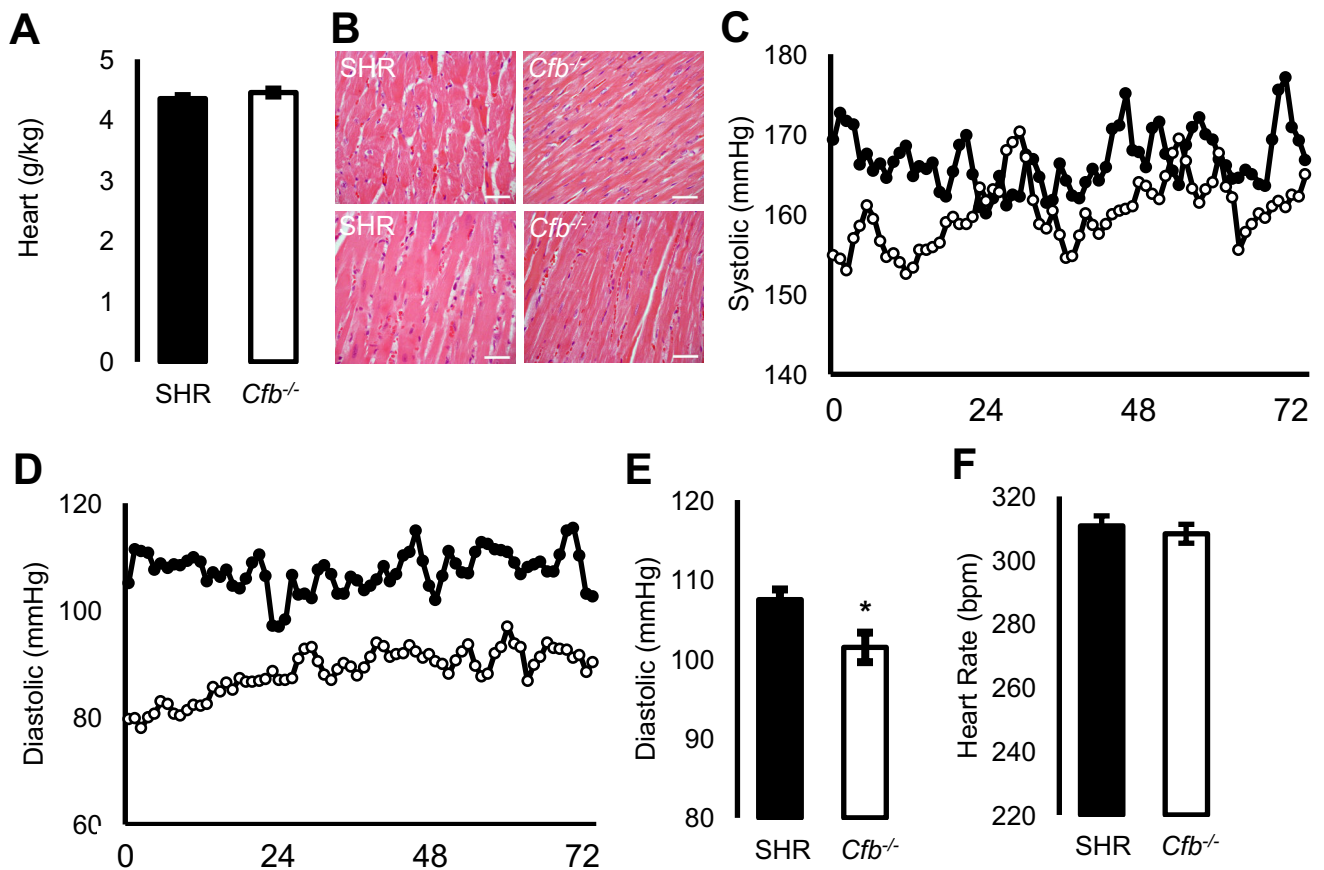 A
Heart (g/kg)
5
4
3
2
1
0
SHR
Cfb-/-
B
SHR
Cfb-/-
SHR
Cfb-/-
C
Systolic (mmHg)
180
170
160
150
140
0
24
48
72
D
Diastolic (mmHg)
120
100
80
60
0
24
48
72
E
Diastolic (mmHg)
120
110
100
90
80
*
SHR
Cfb-/-
F
Heart Rate (bpm)
320
300
280
260
240
220
SHR
Cfb-/-